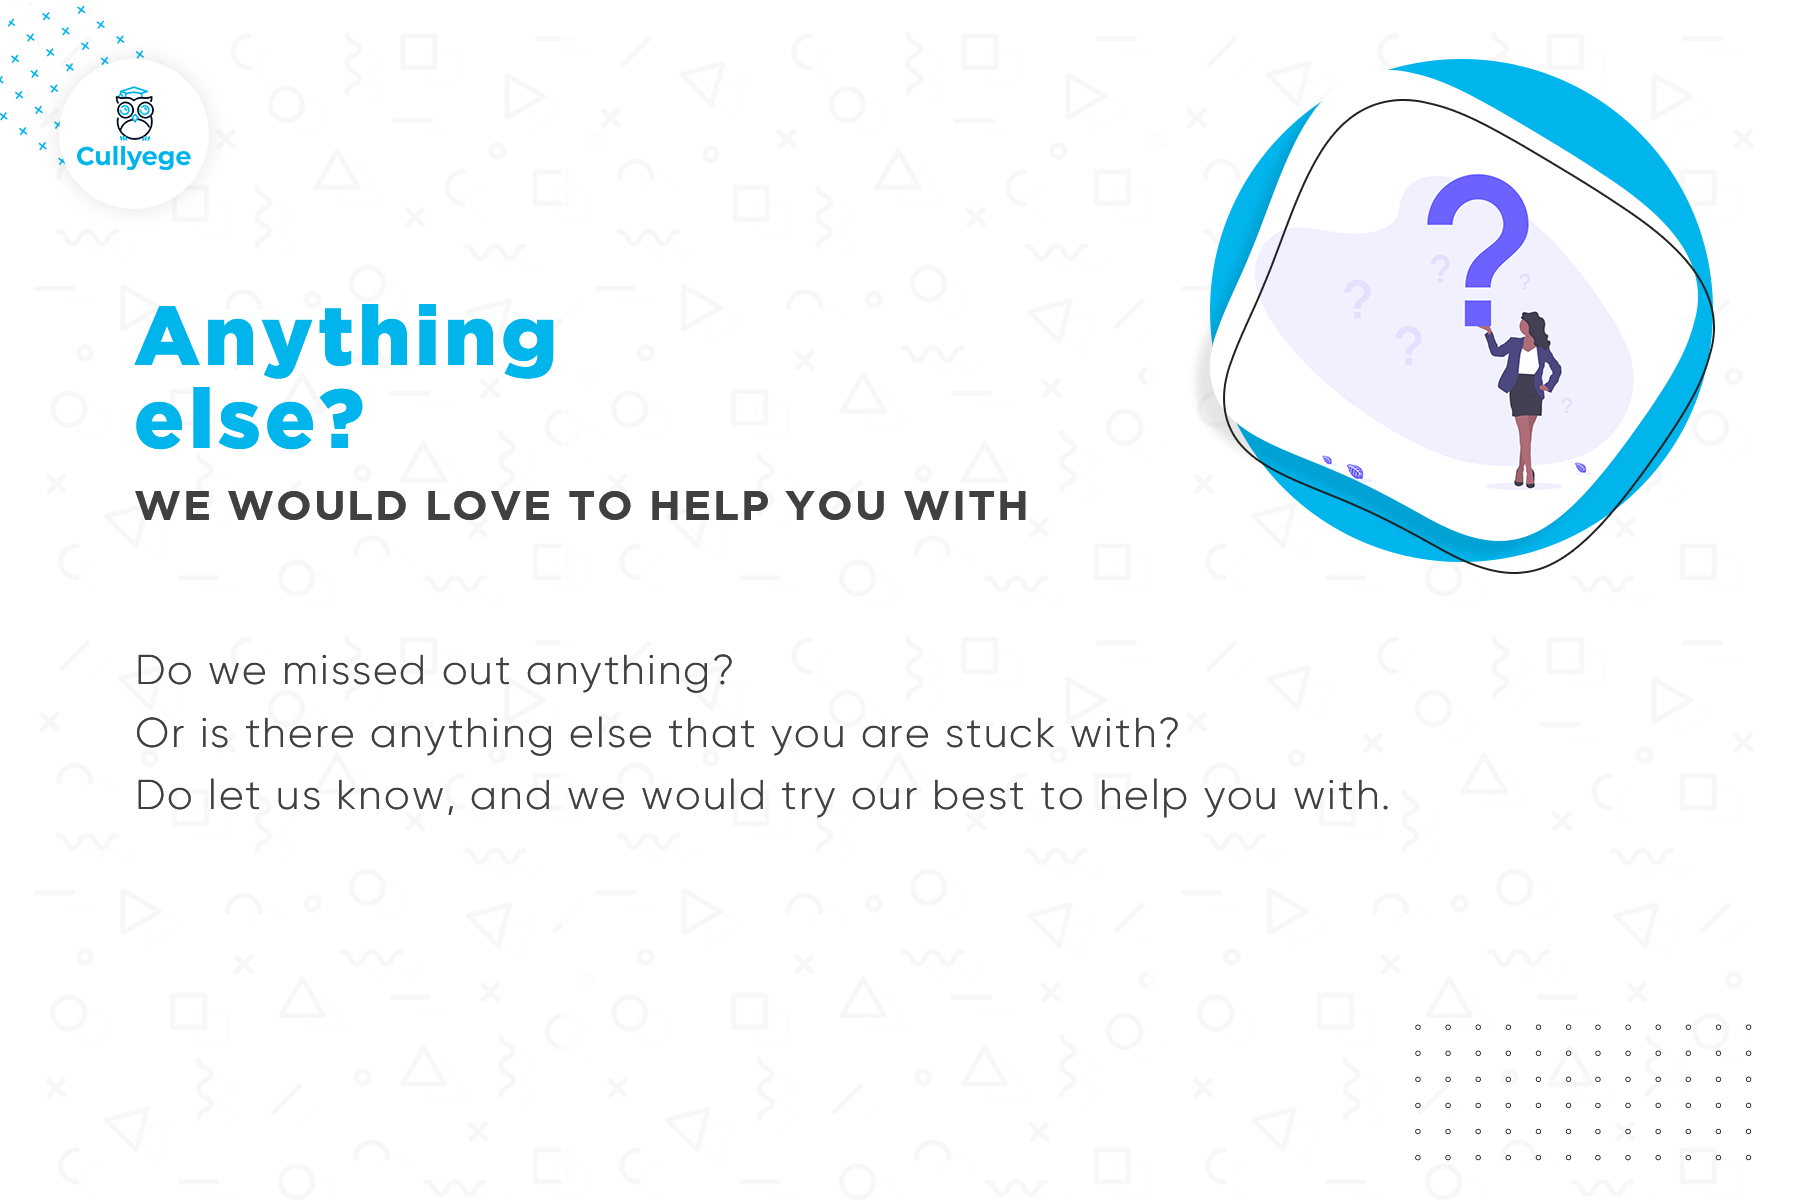 Cullyege
Anything
else?
WE WOULD LOVE TO HELP YOU WITH
Do we missed out anything?
Or is there anything else that you are stuck with?
Do let us know, and we would try our best to help you with.